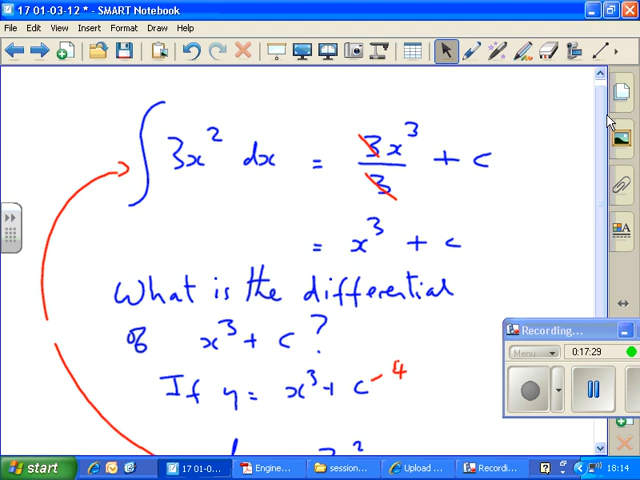 17 01-03-12 * - SMART Notebook
File Edit View Insert Format Draw Help
∫ 3x² dx = 3x³/3 + c
= x³ + c
What is the differential
of x³ + c ?
If y = x³ + c - 4
Recording...
Menu 0:17:29
start 17 01-0... Engine... session... Upload ... Recordin... 18:14